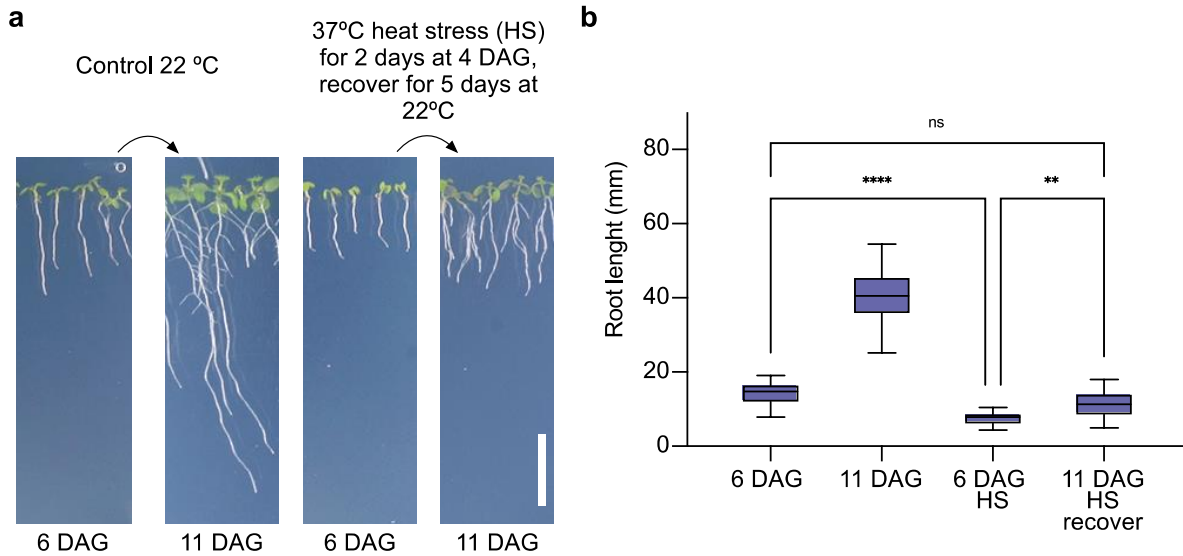 a
Control 22 ºC
37ºC heat stress (HS)
for 2 days at 4 DAG,
recover for 5 days at
22ºC
6 DAG
11 DAG
6 DAG
11 DAG
b
Root lenght (mm)
80
60
40
20
0
ns
****
**
6 DAG
11 DAG
6 DAG
HS
11 DAG
HS
recover